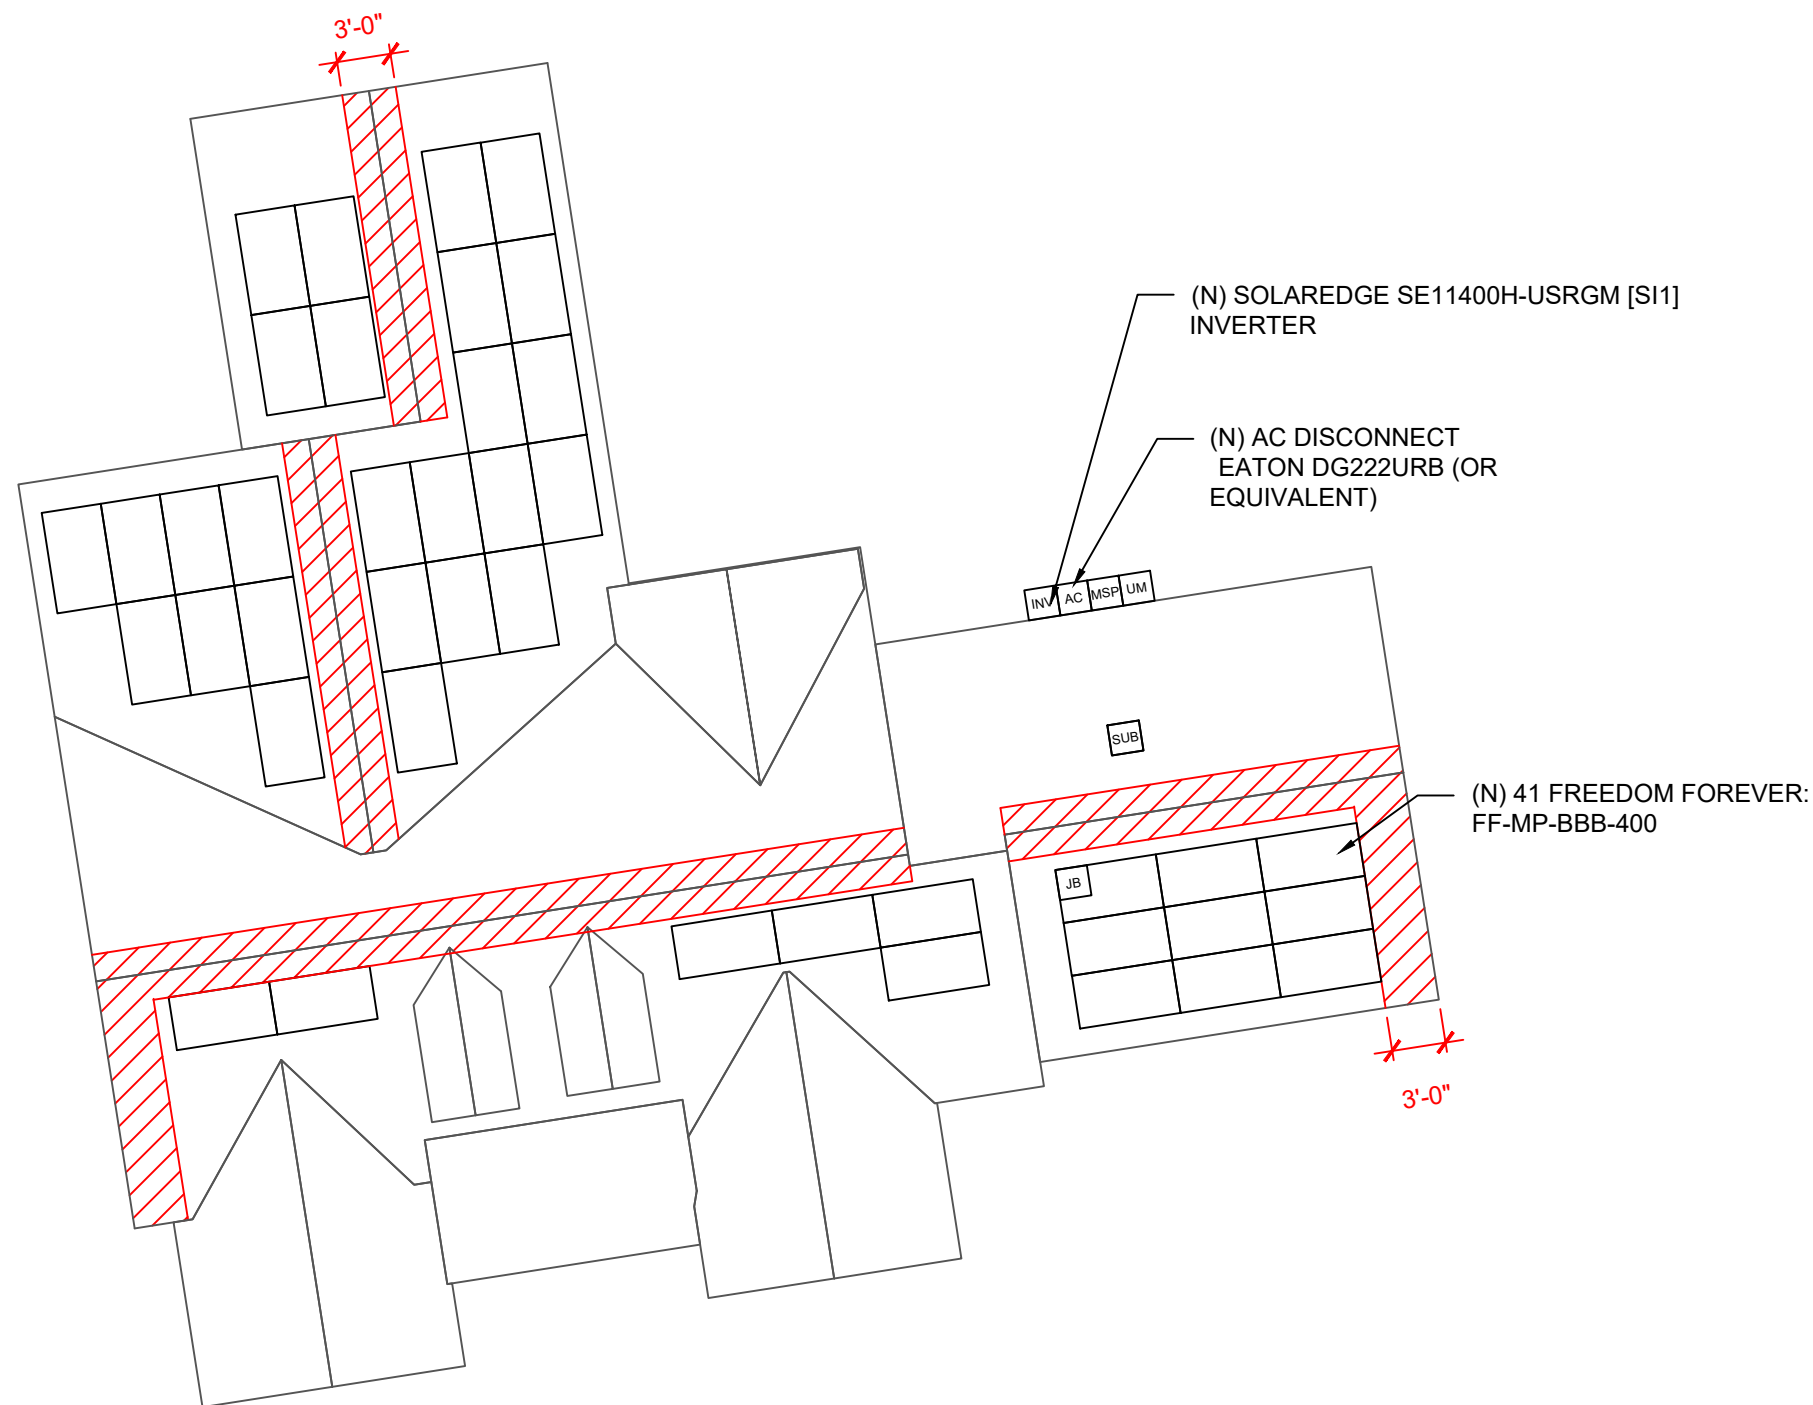 3'-0"
(N) SOLAREDGE SE11400H-USRGM [SI1]
INVERTER
(N) AC DISCONNECT
EATON DG222URB (OR
EQUIVALENT)
INV AC MSP UM
SUB
(N) 41 FREEDOM FOREVER:
FF-MP-BBB-400
JB
3'-0"